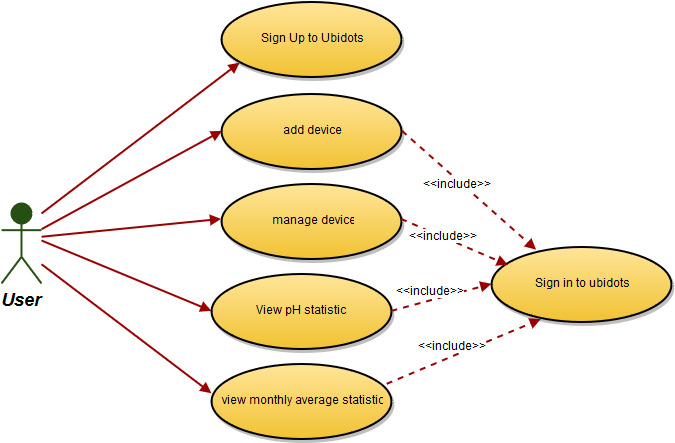 Sign Up to Ubidots
add device
<<include>>
manage device
<<include>>
Sign in to ubidots
<<include>>
View pH statistic
User
<<include>>
view monthly average statistic